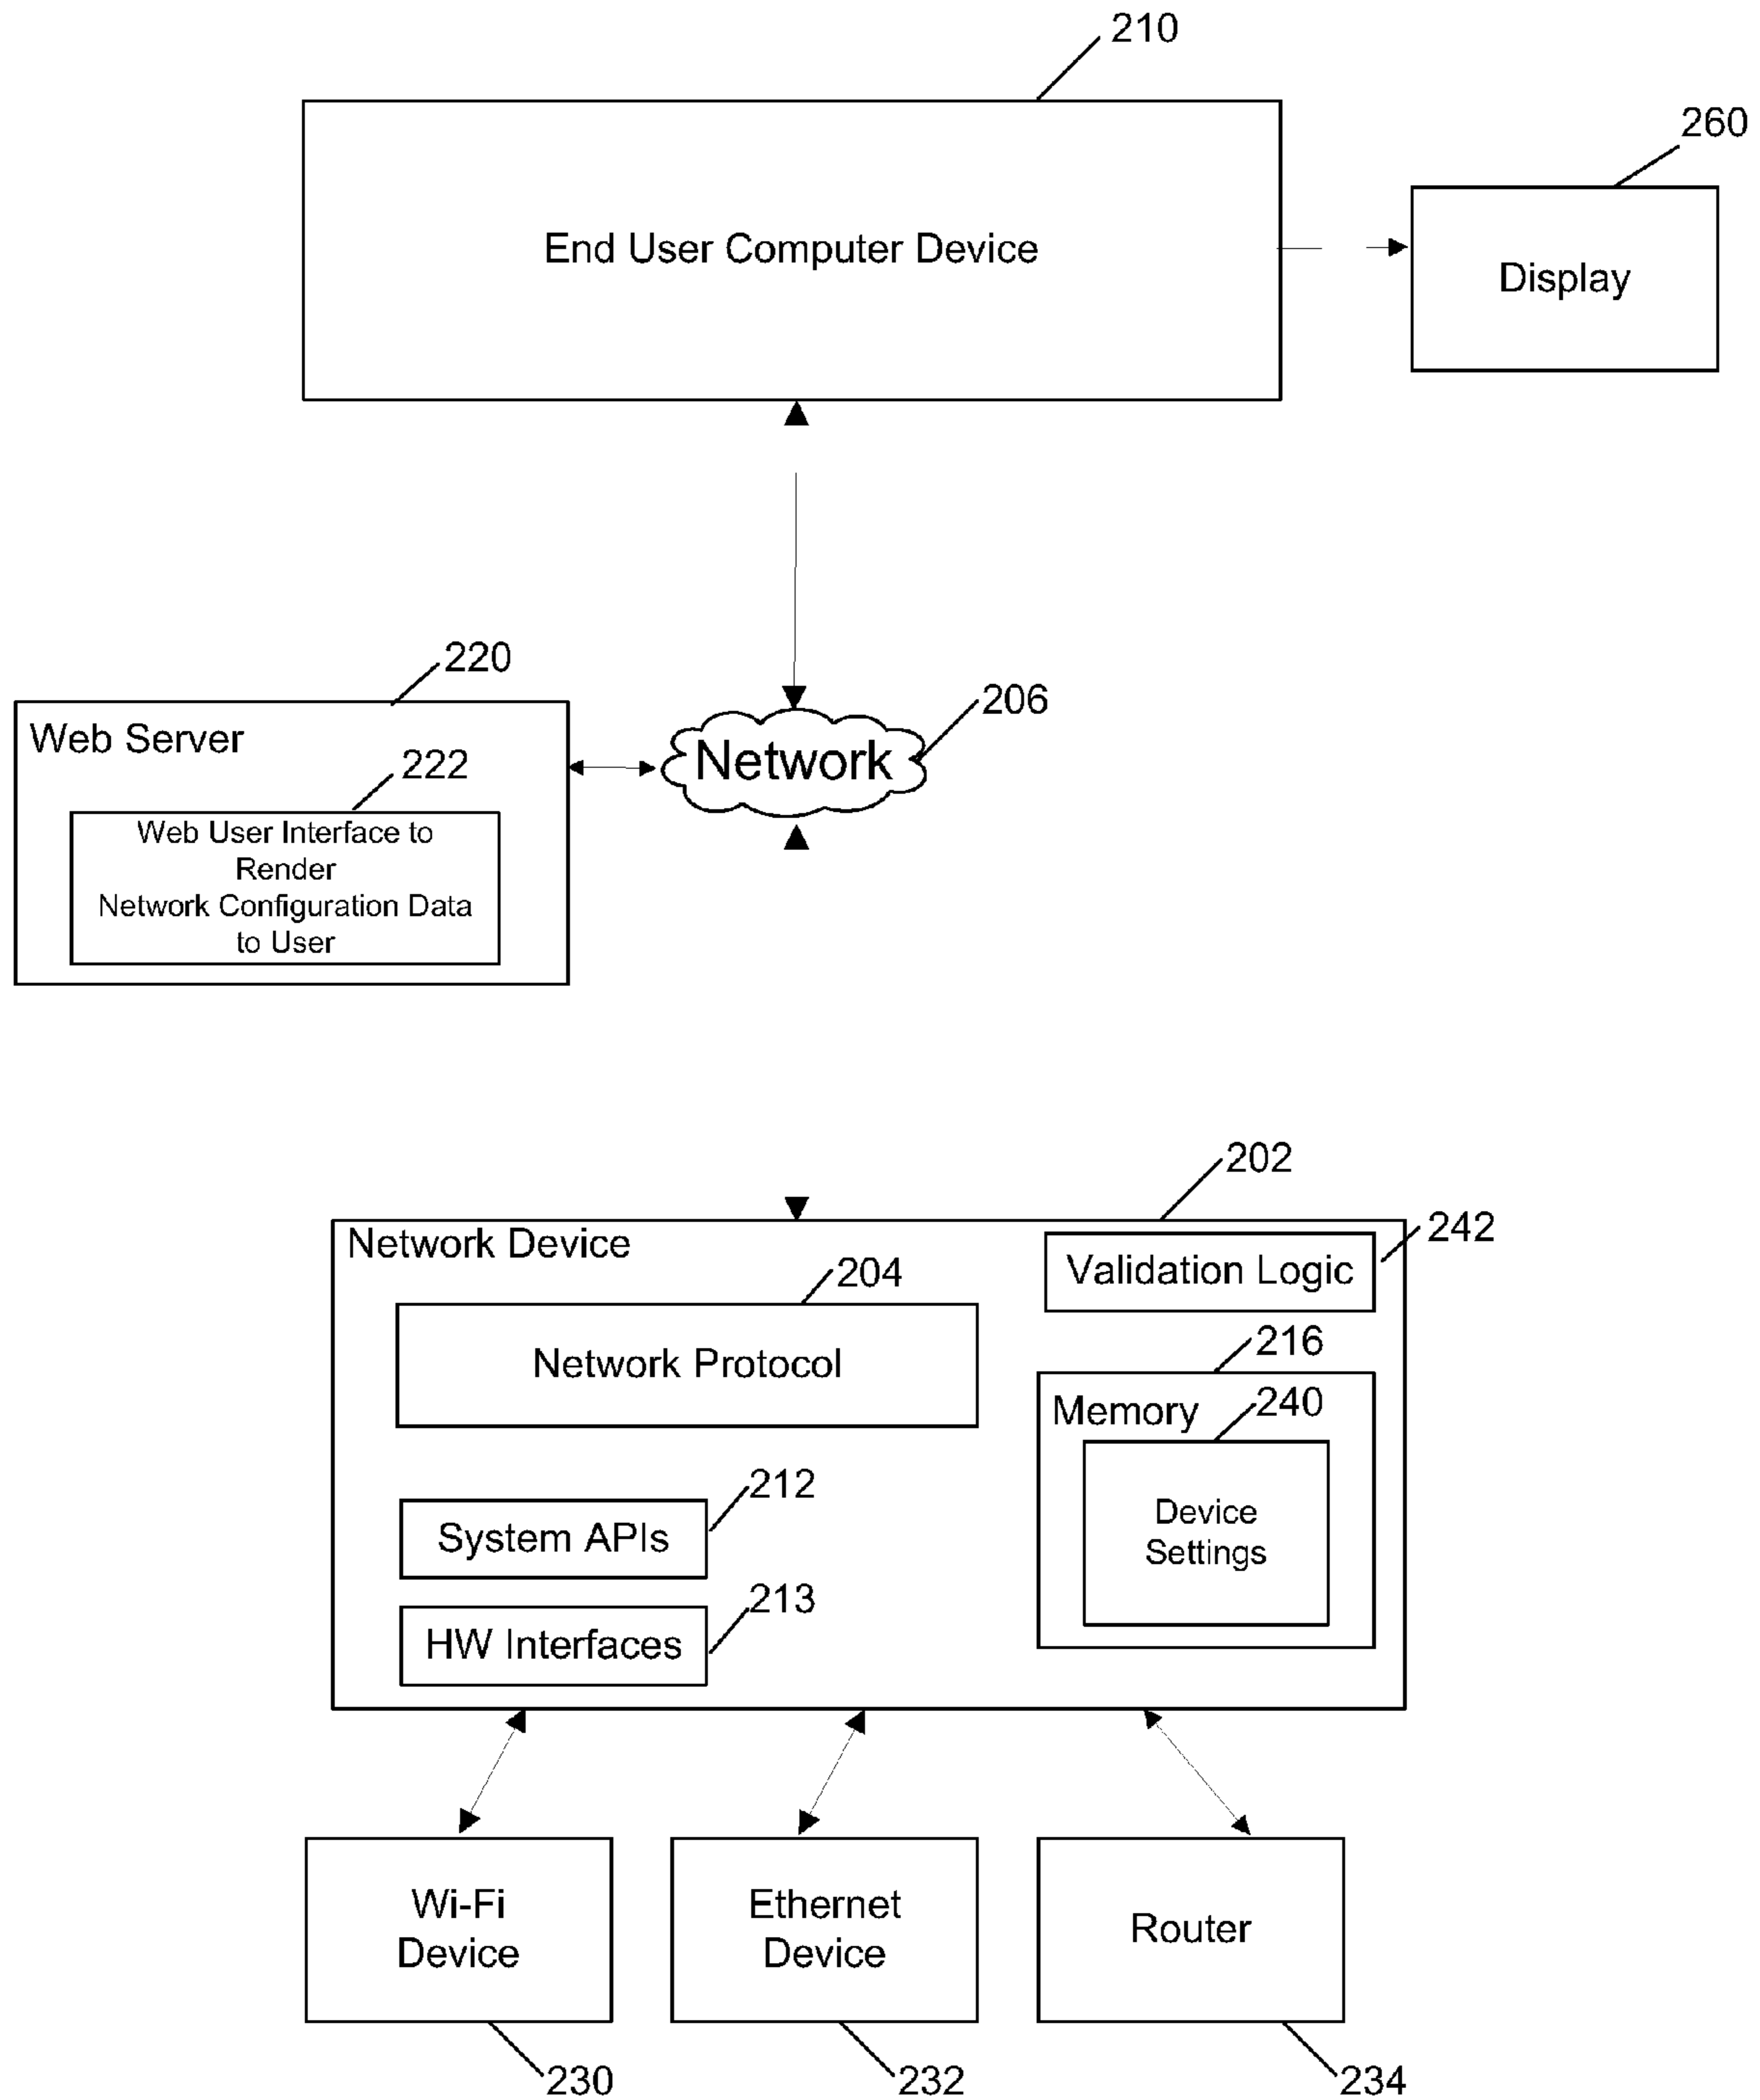 210
260
End User Computer Device
Display
220
206
Web Server
Network
222
Web User Interface to
Render
Network Configuration Data
to User
202
242
Network Device
Validation Logic
204
216
Network Protocol
240
Memory
212
Device
Settings
System APIs
213
HW Interfaces
Wi-Fi
Device
Ethernet
Device
Router
230
232
234